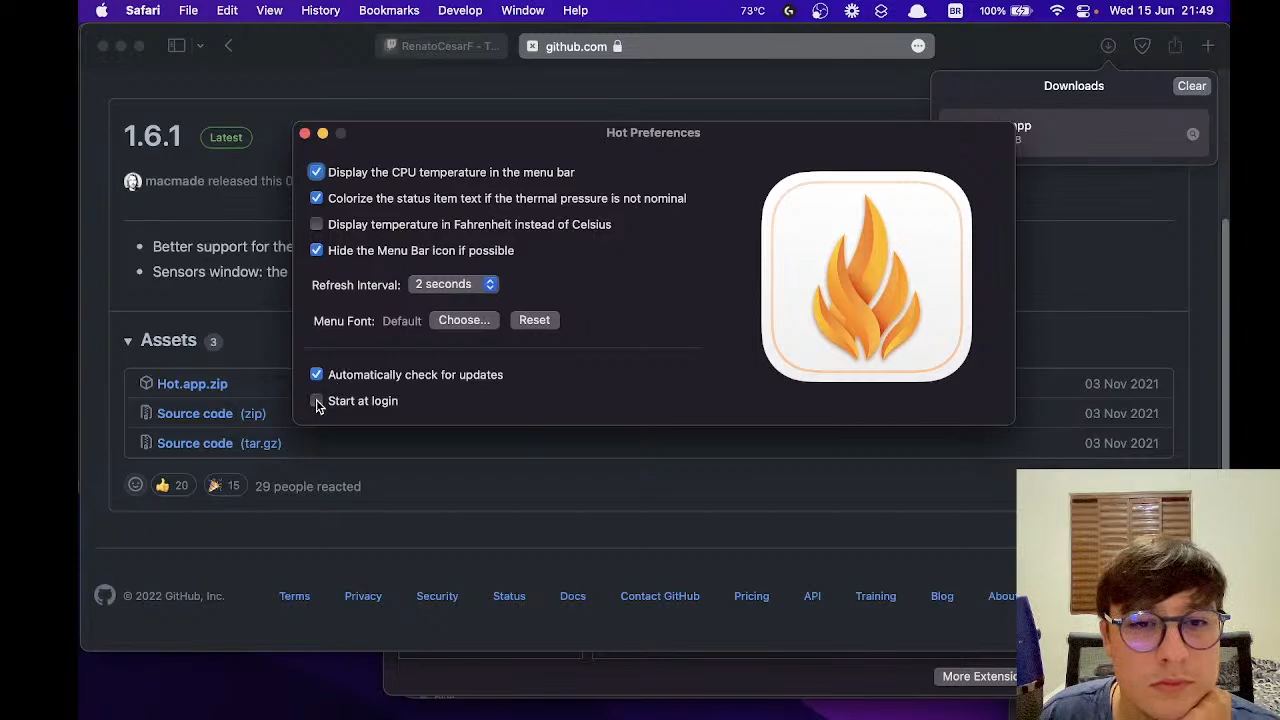 Safari File Edit View History Bookmarks Develop Window Help 73°C BR 100% Wed 15 Jun 21:49
RenatoCesarF - T... github.com
Downloads Clear
1.6.1 Latest
Hot Preferences
macmade released this
Display the CPU temperature in the menu bar
Colorize the status item text if the thermal pressure is not nominal
Display temperature in Fahrenheit instead of Celsius
Hide the Menu Bar icon if possible
Better support for the
Sensors window: the
Refresh Interval: 2 seconds
Menu Font: Default Choose... Reset
Automatically check for updates
Start at login
Assets 3
Hot.app.zip 03 Nov 2021
Source code (zip) 03 Nov 2021
Source code (tar.gz) 03 Nov 2021
20 15 29 people reacted
© 2022 GitHub, Inc. Terms Privacy Security Status Docs Contact GitHub Pricing API Training Blog Abou
More Extensio